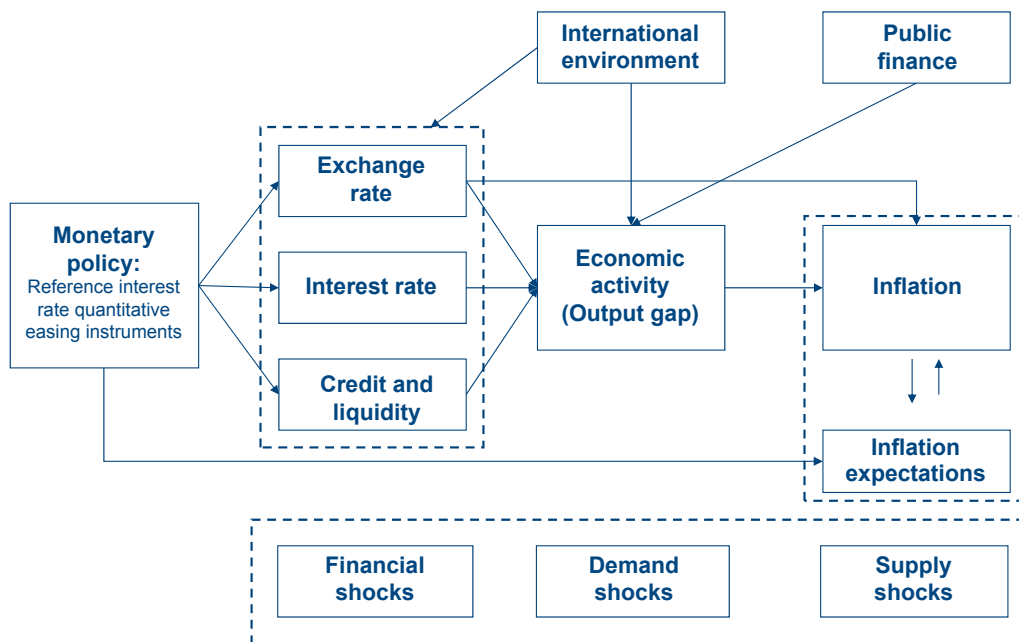 International
environment
Public
finance
Exchange
rate
Monetary
policy:
Reference interest
rate quantitative
easing instruments
Interest rate
Economic
activity
(Output gap)
Inflation
Credit and
liquidity
Inflation
expectations
Financial
shocks
Demand
shocks
Supply
shocks